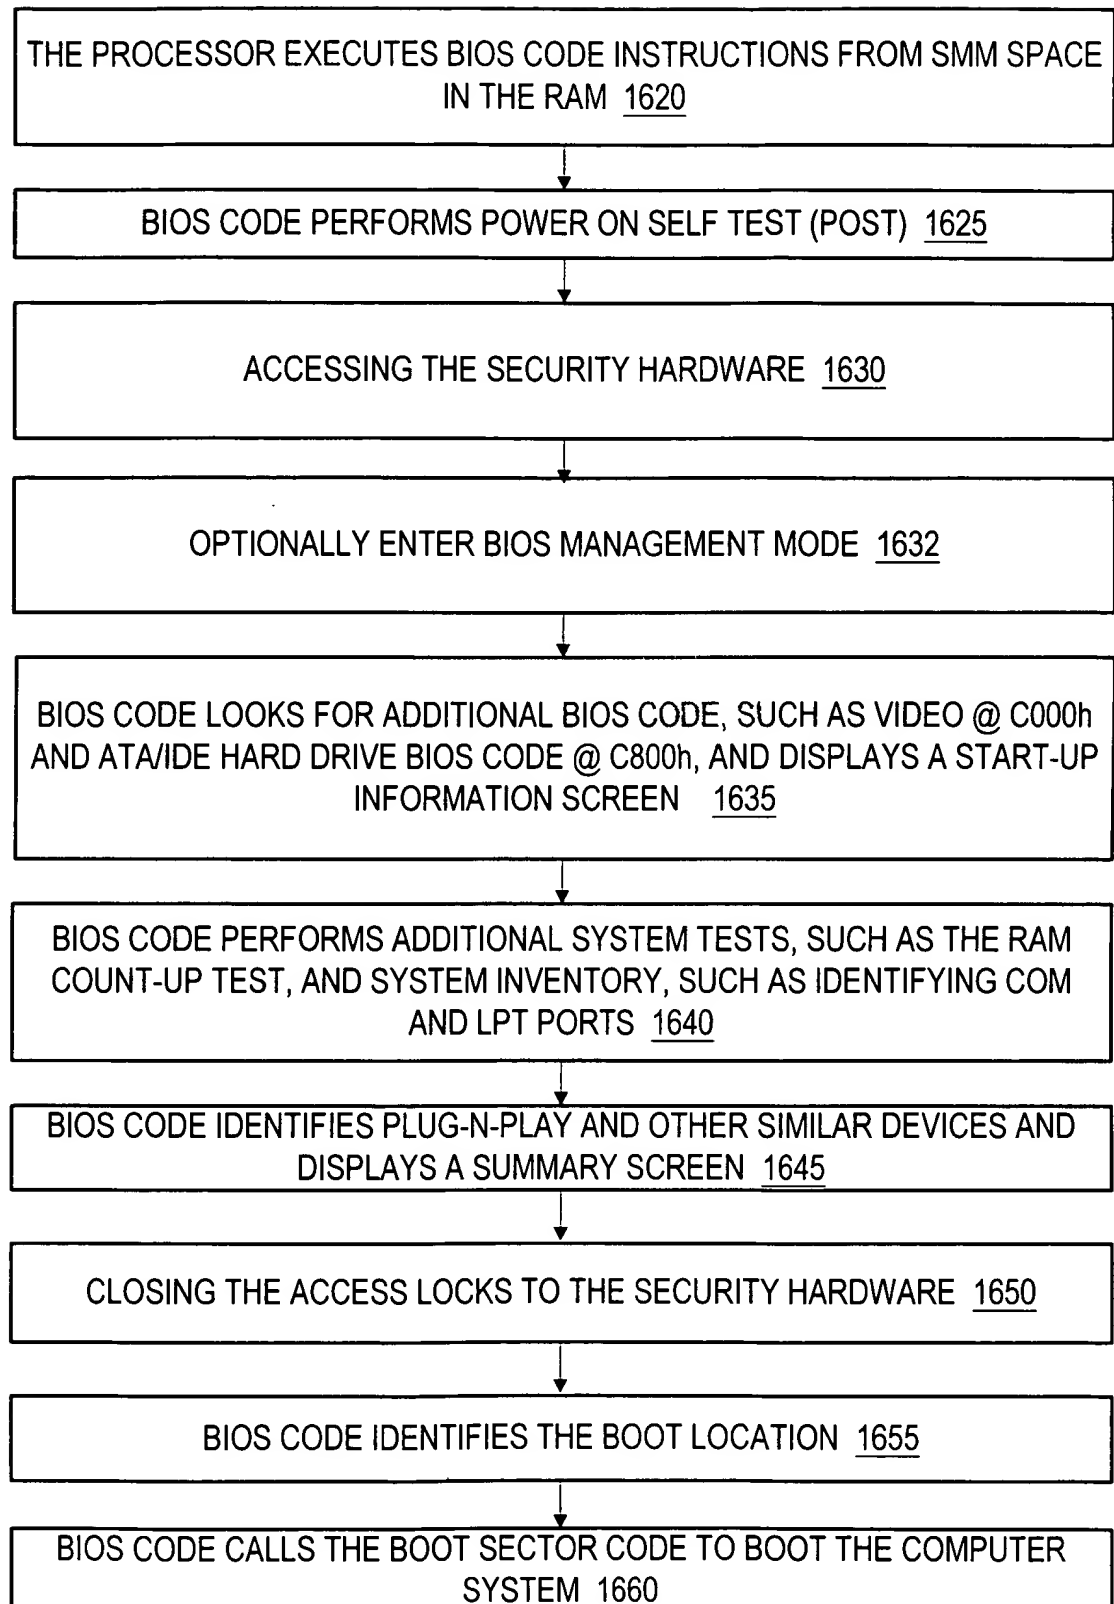 THE PROCESSOR EXECUTES BIOS CODE INSTRUCTIONS FROM SMM SPACE
IN THE RAM 1620
BIOS CODE PERFORMS POWER ON SELF TEST (POST) 1625
ACCESSING THE SECURITY HARDWARE 1630
OPTIONALLY ENTER BIOS MANAGEMENT MODE 1632
BIOS CODE LOOKS FOR ADDITIONAL BIOS CODE, SUCH AS VIDEO @ C000h
AND ATA/IDE HARD DRIVE BIOS CODE @ C800h, AND DISPLAYS A START-UP
INFORMATION SCREEN 1635
BIOS CODE PERFORMS ADDITIONAL SYSTEM TESTS, SUCH AS THE RAM
COUNT-UP TEST, AND SYSTEM INVENTORY, SUCH AS IDENTIFYING COM
AND LPT PORTS 1640
BIOS CODE IDENTIFIES PLUG-N-PLAY AND OTHER SIMILAR DEVICES AND
DISPLAYS A SUMMARY SCREEN 1645
CLOSING THE ACCESS LOCKS TO THE SECURITY HARDWARE 1650
BIOS CODE IDENTIFIES THE BOOT LOCATION 1655
BIOS CODE CALLS THE BOOT SECTOR CODE TO BOOT THE COMPUTER
SYSTEM 1660